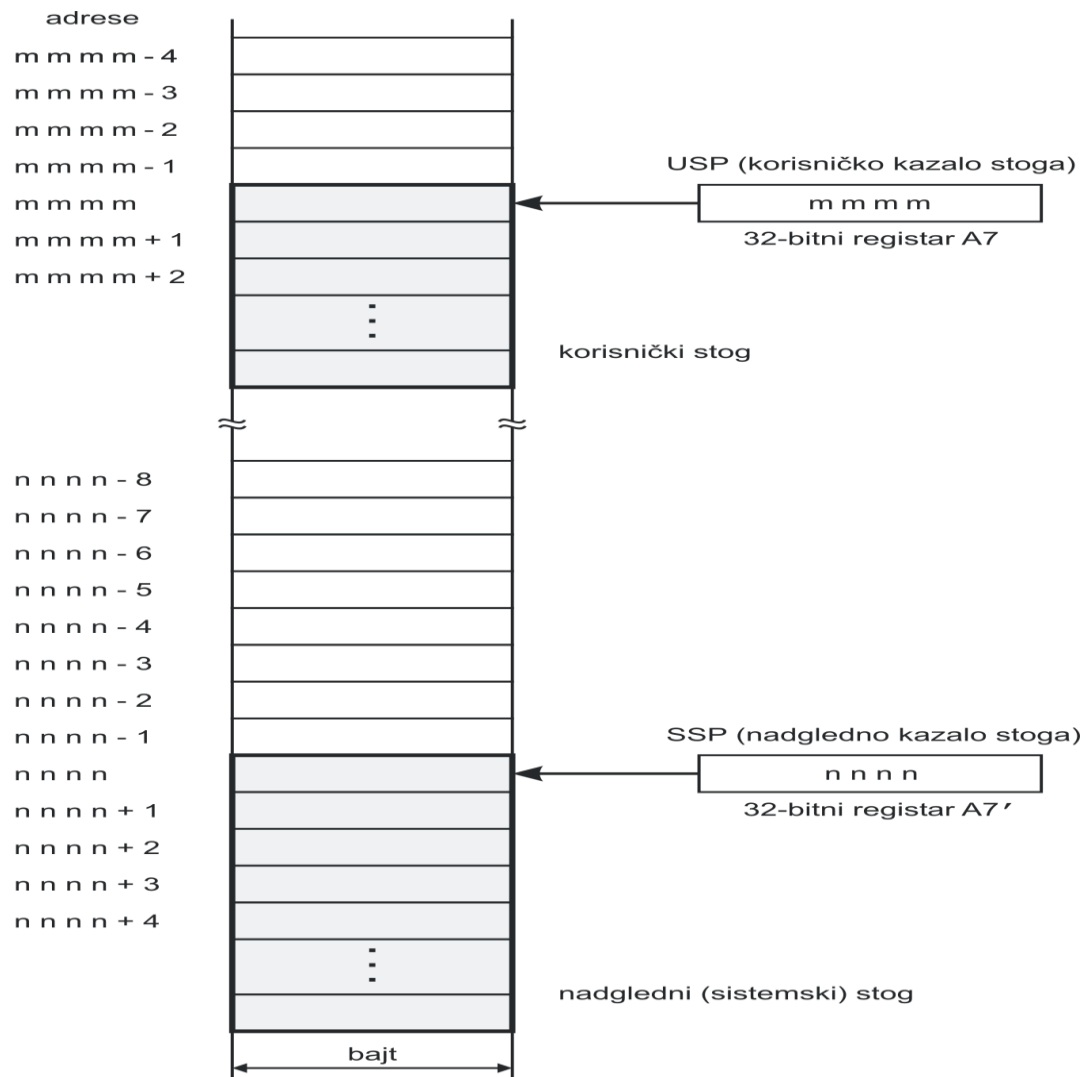 adrese
m m m m - 4
m m m m - 3
m m m m - 2
m m m m - 1
USP (korisničko kazalo stoga)
m m m m
m m m m
m m m m + 1
32-bitni registar A7
m m m m + 2
korisnički stog
n n n n - 8
n n n n - 7
n n n n - 6
n n n n - 5
n n n n - 4
n n n n - 3
n n n n - 2
n n n n - 1
SSP (nadgledno kazalo stoga)
n n n n
n n n n
n n n n + 1
32-bitni registar A7′
n n n n + 2
n n n n + 3
n n n n + 4
nadgledni (sistemski) stog
bajt